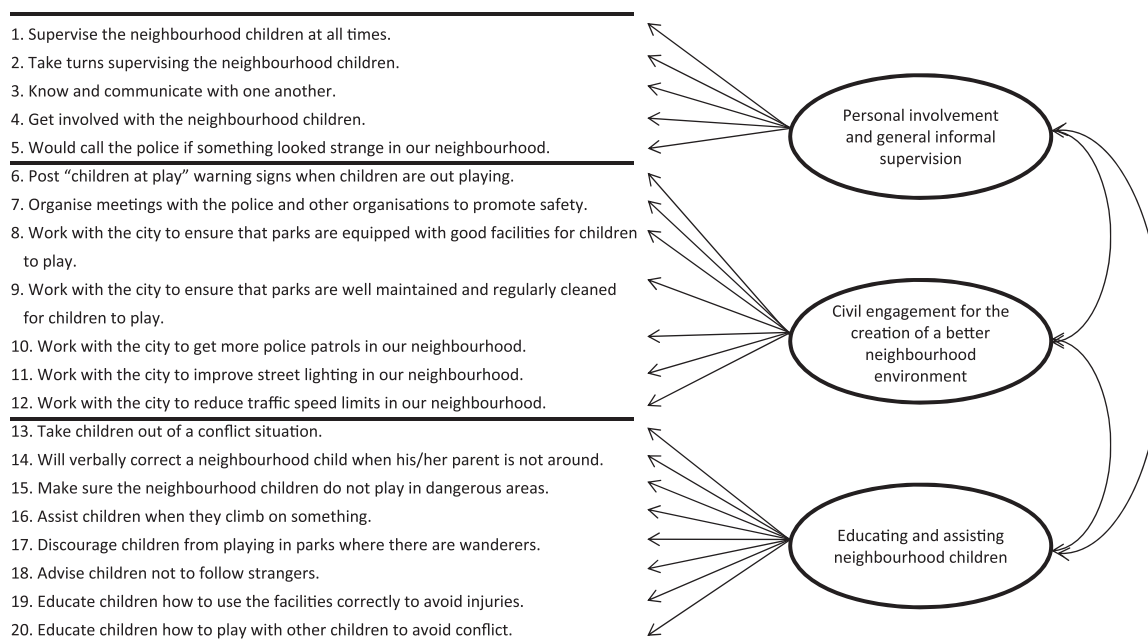 1. Supervise the neighbourhood children at all times.
2. Take turns supervising the neighbourhood children.
3. Know and communicate with one another.
4. Get involved with the neighbourhood children.
5. Would call the police if something looked strange in our neighbourhood.
6. Post “children at play” warning signs when children are out playing.
7. Organise meetings with the police and other organisations to promote safety.
8. Work with the city to ensure that parks are equipped with good facilities for children
to play.
9. Work with the city to ensure that parks are well maintained and regularly cleaned
for children to play.
10. Work with the city to get more police patrols in our neighbourhood.
11. Work with the city to improve street lighting in our neighbourhood.
12. Work with the city to reduce traffic speed limits in our neighbourhood.
13. Take children out of a conflict situation.
14. Will verbally correct a neighbourhood child when his/her parent is not around.
15. Make sure the neighbourhood children do not play in dangerous areas.
16. Assist children when they climb on something.
17. Discourage children from playing in parks where there are wanderers.
18. Advise children not to follow strangers.
19. Educate children how to use the facilities correctly to avoid injuries.
20. Educate children how to play with other children to avoid conflict.
Personal involvement
and general informal
supervision
Civil engagement for the
creation of a better
neighbourhood
environment
Educating and assisting
neighbourhood children